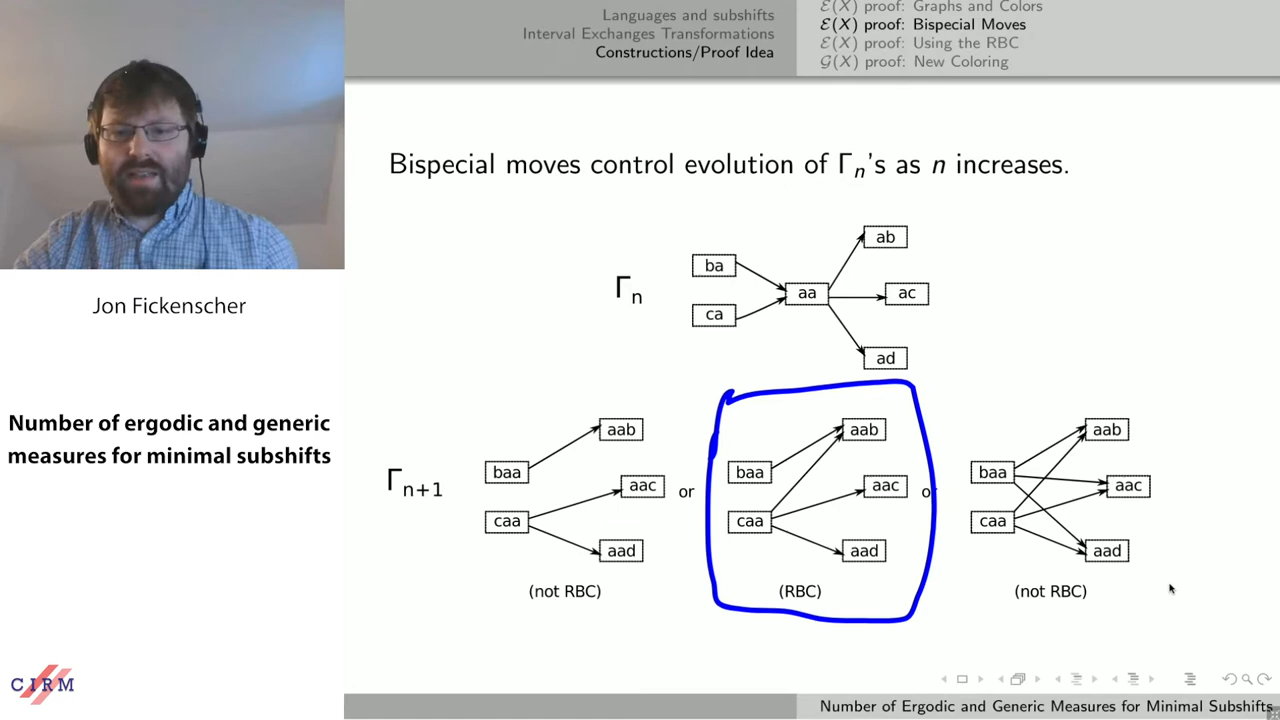 Languages and subshifts
Interval Exchanges Transformations
Constructions/Proof Idea
ℰ(X) proof: Graphs and Colors
ℰ(X) proof: Bispecial Moves
ℰ(X) proof: Using the RBC
𝒢(X) proof: New Coloring
Bispecial moves control evolution of Γn's as n increases.
Γn
ba
ca
aa
ab
ac
ad
Jon Fickenscher
Number of ergodic and generic
measures for minimal subshifts
Γn+1
baa
caa
aab
aac
aad
(not RBC)
or
baa
caa
aab
aac
aad
(RBC)
or
baa
caa
aab
aac
aad
(not RBC)
CIRM
Number of Ergodic and Generic Measures for Minimal Subshifts